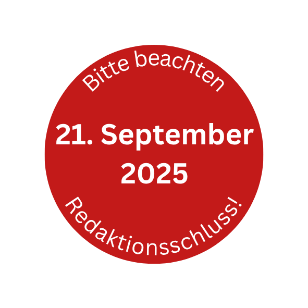 Bitte beachten
21. September
2025
Redaktionsschluss!